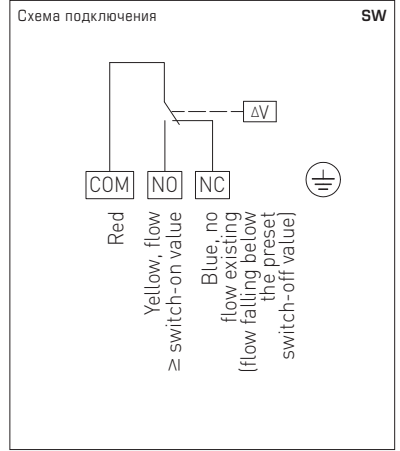 Схема подключения
SW
ΔV
COM
NO
NC
Red
Yellow, flow
≥ switch-on value
Blue, no
flow existing
(flow falling below
the preset
switch-off value)